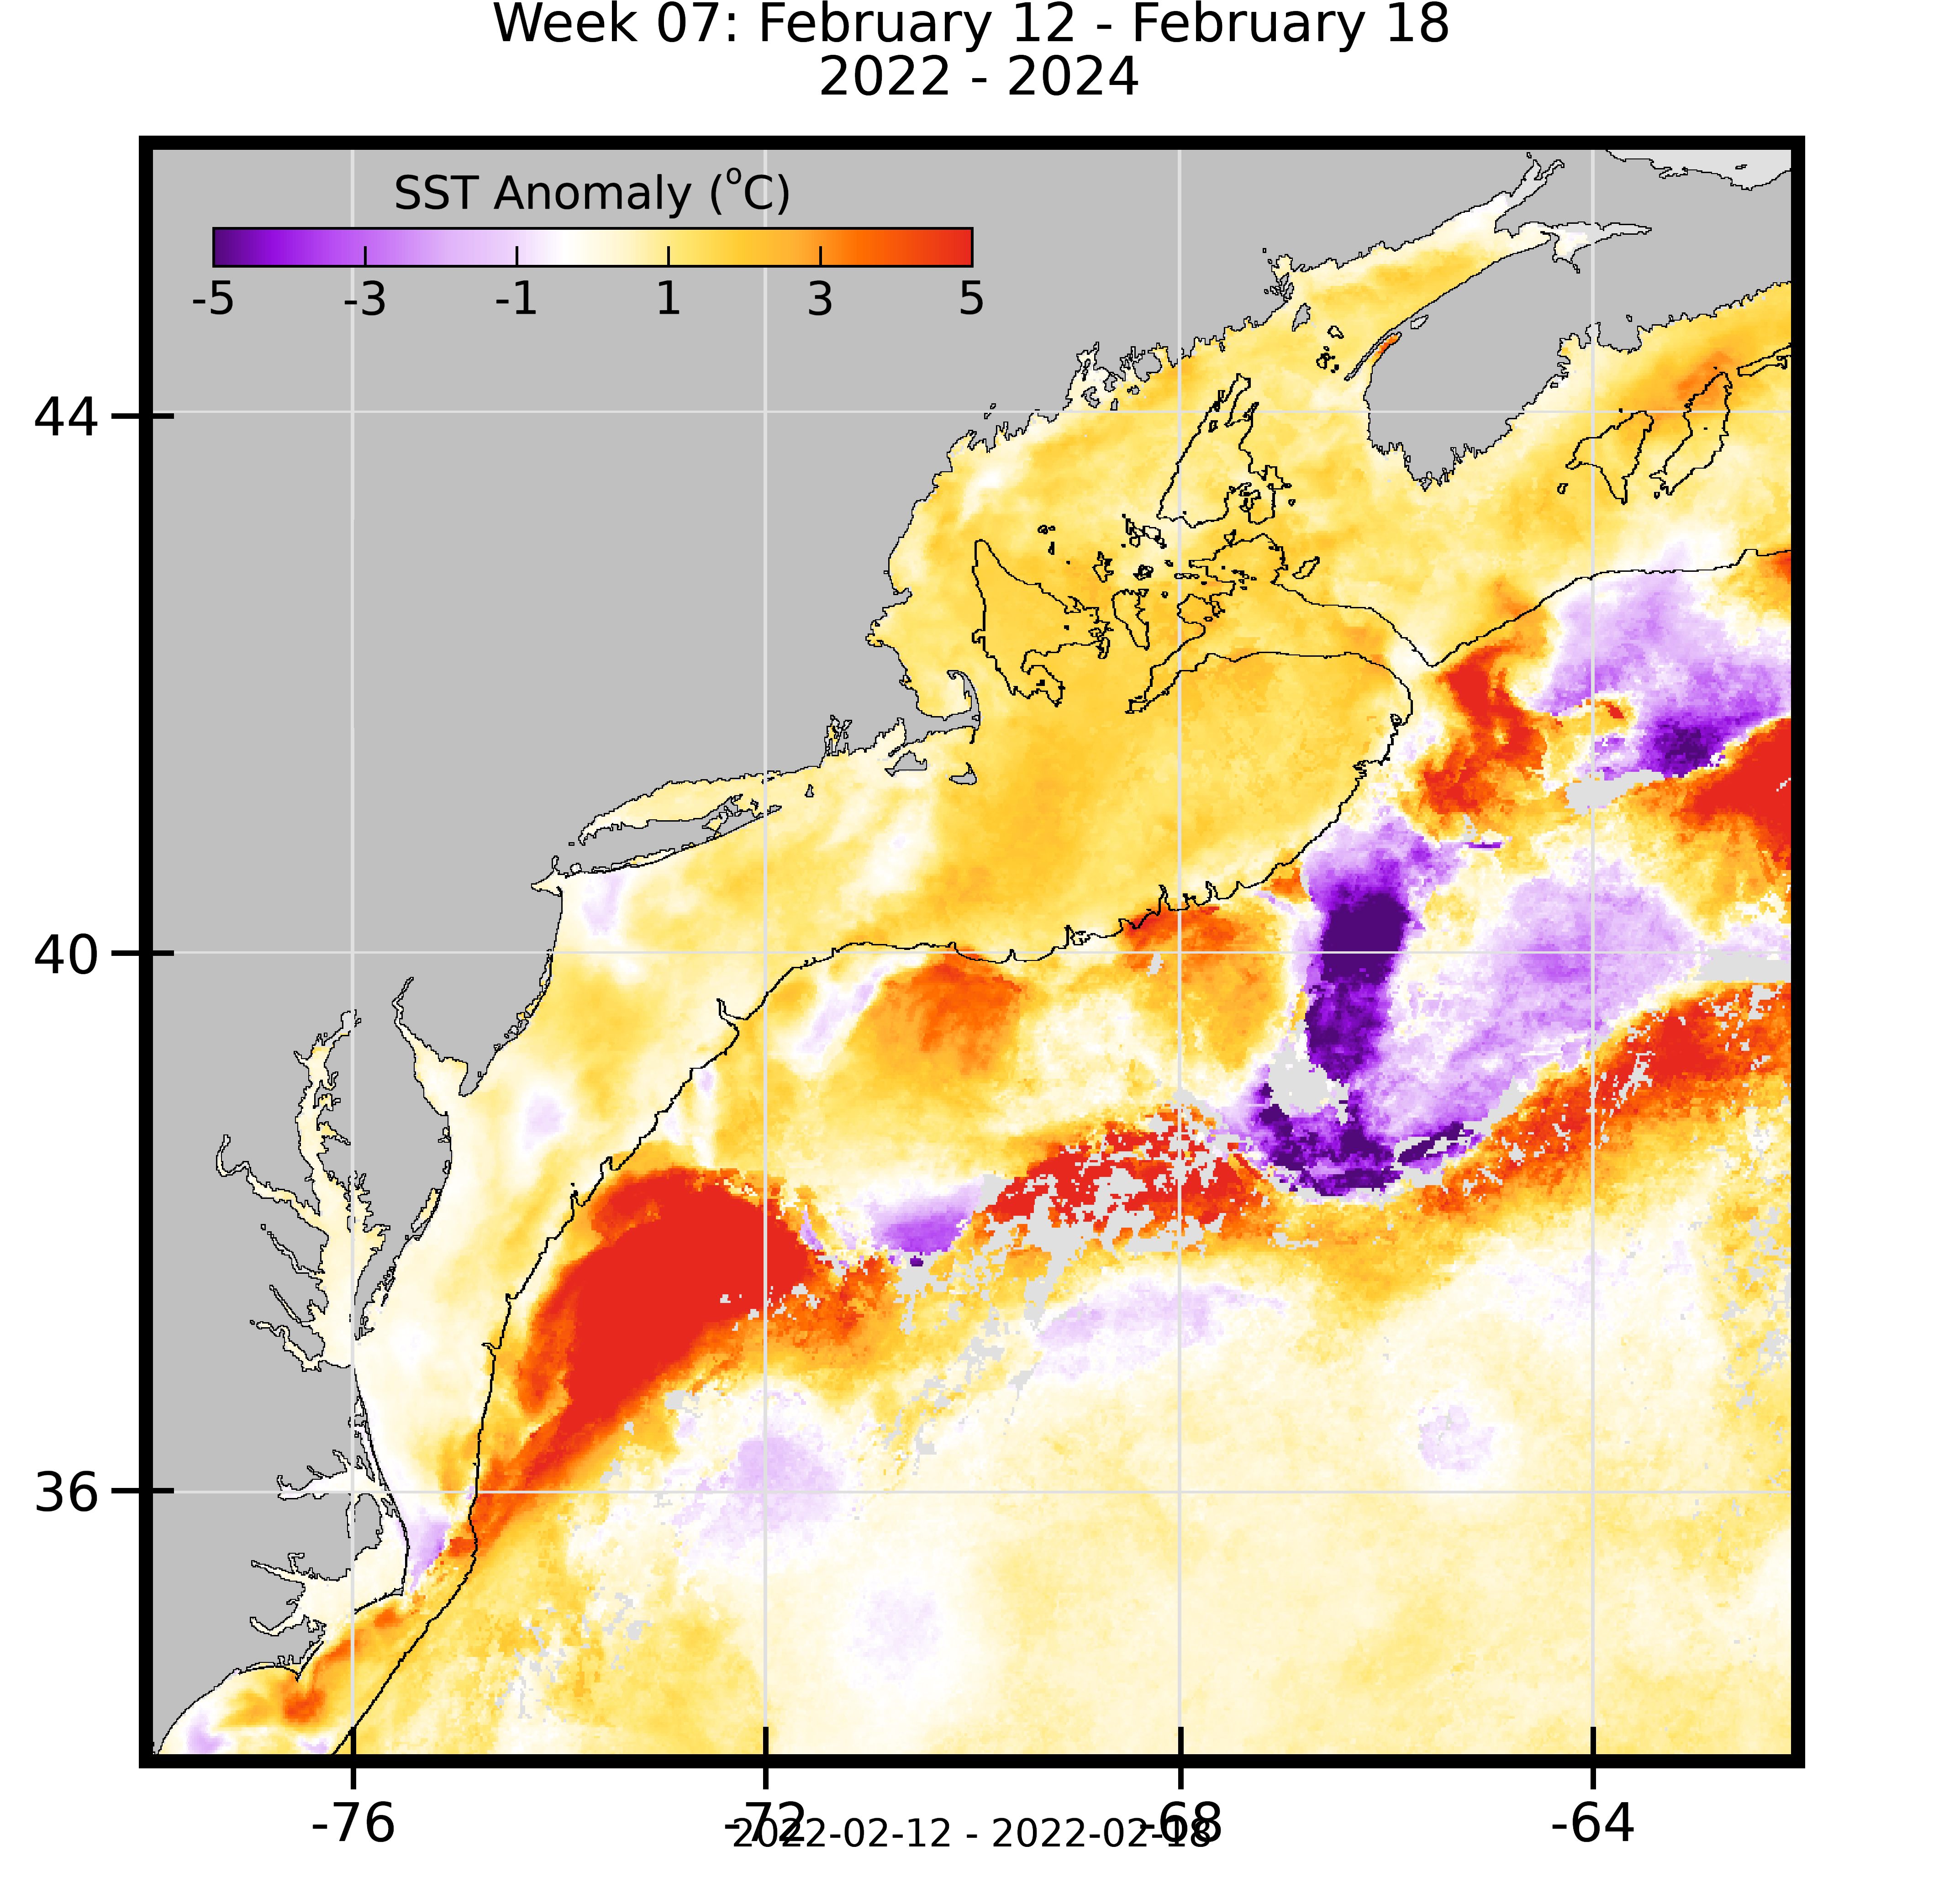 Week 07: February 12 - February 18
2022 - 2024
SST Anomaly (°C)
-5 -3 -1 1 3 5
44
40
36
-76 -72 -68 -64
2022-02-12 - 2022-02-18